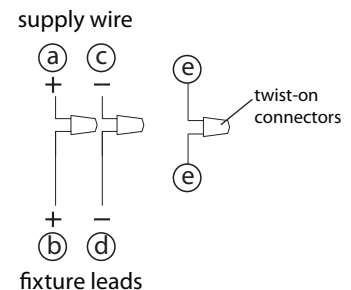 supply wire
a c e
+ −
twist-on
connectors
e
+ −
b d
fixture leads